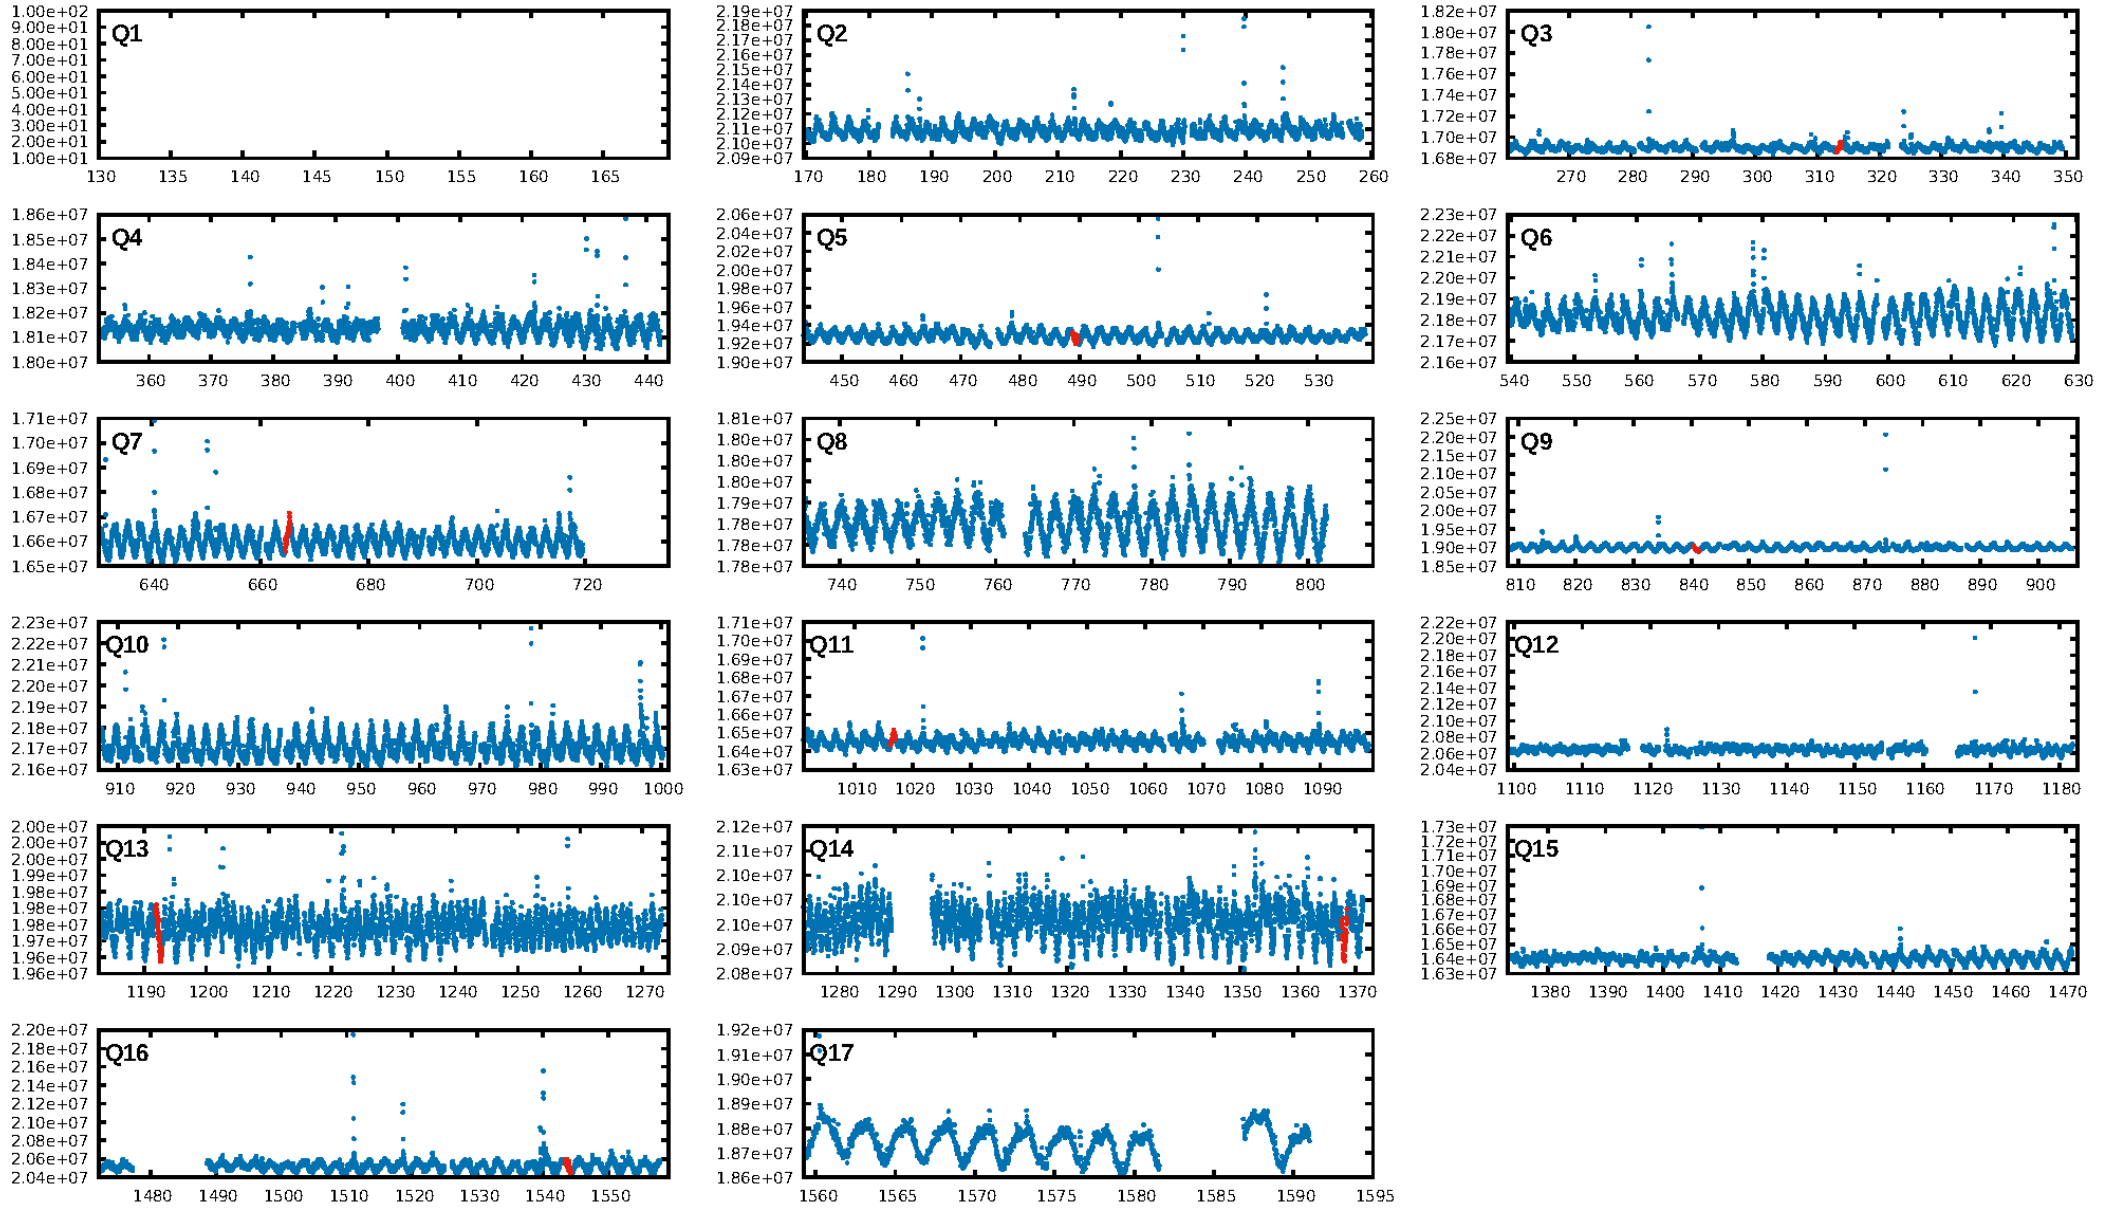 Q1
1.00e+02
9.00e+01
8.00e+01
7.00e+01
6.00e+01
5.00e+01
4.00e+01
3.00e+01
2.00e+01
1.00e+01
130 135 140 145 150 155 160 165
Q2
2.19e+07
2.18e+07
2.17e+07
2.16e+07
2.15e+07
2.14e+07
2.13e+07
2.12e+07
2.11e+07
2.10e+07
2.09e+07
170 180 190 200 210 220 230 240 250 260
Q3
1.82e+07
1.80e+07
1.78e+07
1.76e+07
1.74e+07
1.72e+07
1.70e+07
1.68e+07
270 280 290 300 310 320 330 340 350
Q4
1.86e+07
1.85e+07
1.84e+07
1.83e+07
1.82e+07
1.81e+07
1.80e+07
360 370 380 390 400 410 420 430 440
Q5
2.06e+07
2.04e+07
2.02e+07
2.00e+07
1.98e+07
1.96e+07
1.94e+07
1.92e+07
1.90e+07
450 460 470 480 490 500 510 520 530
Q6
2.23e+07
2.22e+07
2.21e+07
2.20e+07
2.19e+07
2.18e+07
2.17e+07
2.16e+07
540 550 560 570 580 590 600 610 620 630
Q7
1.71e+07
1.70e+07
1.69e+07
1.68e+07
1.67e+07
1.66e+07
1.65e+07
640 660 680 700 720
Q8
1.81e+07
1.80e+07
1.80e+07
1.79e+07
1.79e+07
1.78e+07
1.78e+07
1.78e+07
740 750 760 770 780 790 800
Q9
2.25e+07
2.20e+07
2.15e+07
2.10e+07
2.05e+07
2.00e+07
1.95e+07
1.90e+07
1.85e+07
810 820 830 840 850 860 870 880 890 900
Q10
2.23e+07
2.22e+07
2.21e+07
2.20e+07
2.19e+07
2.18e+07
2.17e+07
2.16e+07
910 920 930 940 950 960 970 980 990 1000
Q11
1.71e+07
1.70e+07
1.69e+07
1.68e+07
1.67e+07
1.66e+07
1.65e+07
1.64e+07
1.63e+07
1010 1020 1030 1040 1050 1060 1070 1080 1090
Q12
2.22e+07
2.20e+07
2.18e+07
2.16e+07
2.14e+07
2.12e+07
2.10e+07
2.08e+07
2.06e+07
2.04e+07
1100 1110 1120 1130 1140 1150 1160 1170 1180
Q13
2.00e+07
2.00e+07
1.99e+07
1.99e+07
1.98e+07
1.98e+07
1.98e+07
1.97e+07
1.96e+07
1.96e+07
1190 1200 1210 1220 1230 1240 1250 1260 1270
Q14
2.12e+07
2.11e+07
2.10e+07
2.10e+07
2.09e+07
2.08e+07
1280 1290 1300 1310 1320 1330 1340 1350 1360 1370
Q15
1.73e+07
1.72e+07
1.71e+07
1.70e+07
1.69e+07
1.68e+07
1.67e+07
1.66e+07
1.65e+07
1.64e+07
1.63e+07
1380 1390 1400 1410 1420 1430 1440 1450 1460 1470
Q16
2.20e+07
2.18e+07
2.16e+07
2.14e+07
2.12e+07
2.10e+07
2.08e+07
2.06e+07
2.04e+07
1480 1490 1500 1510 1520 1530 1540 1550
Q17
1.92e+07
1.91e+07
1.90e+07
1.89e+07
1.88e+07
1.87e+07
1.86e+07
1560 1565 1570 1575 1580 1585 1590 1595